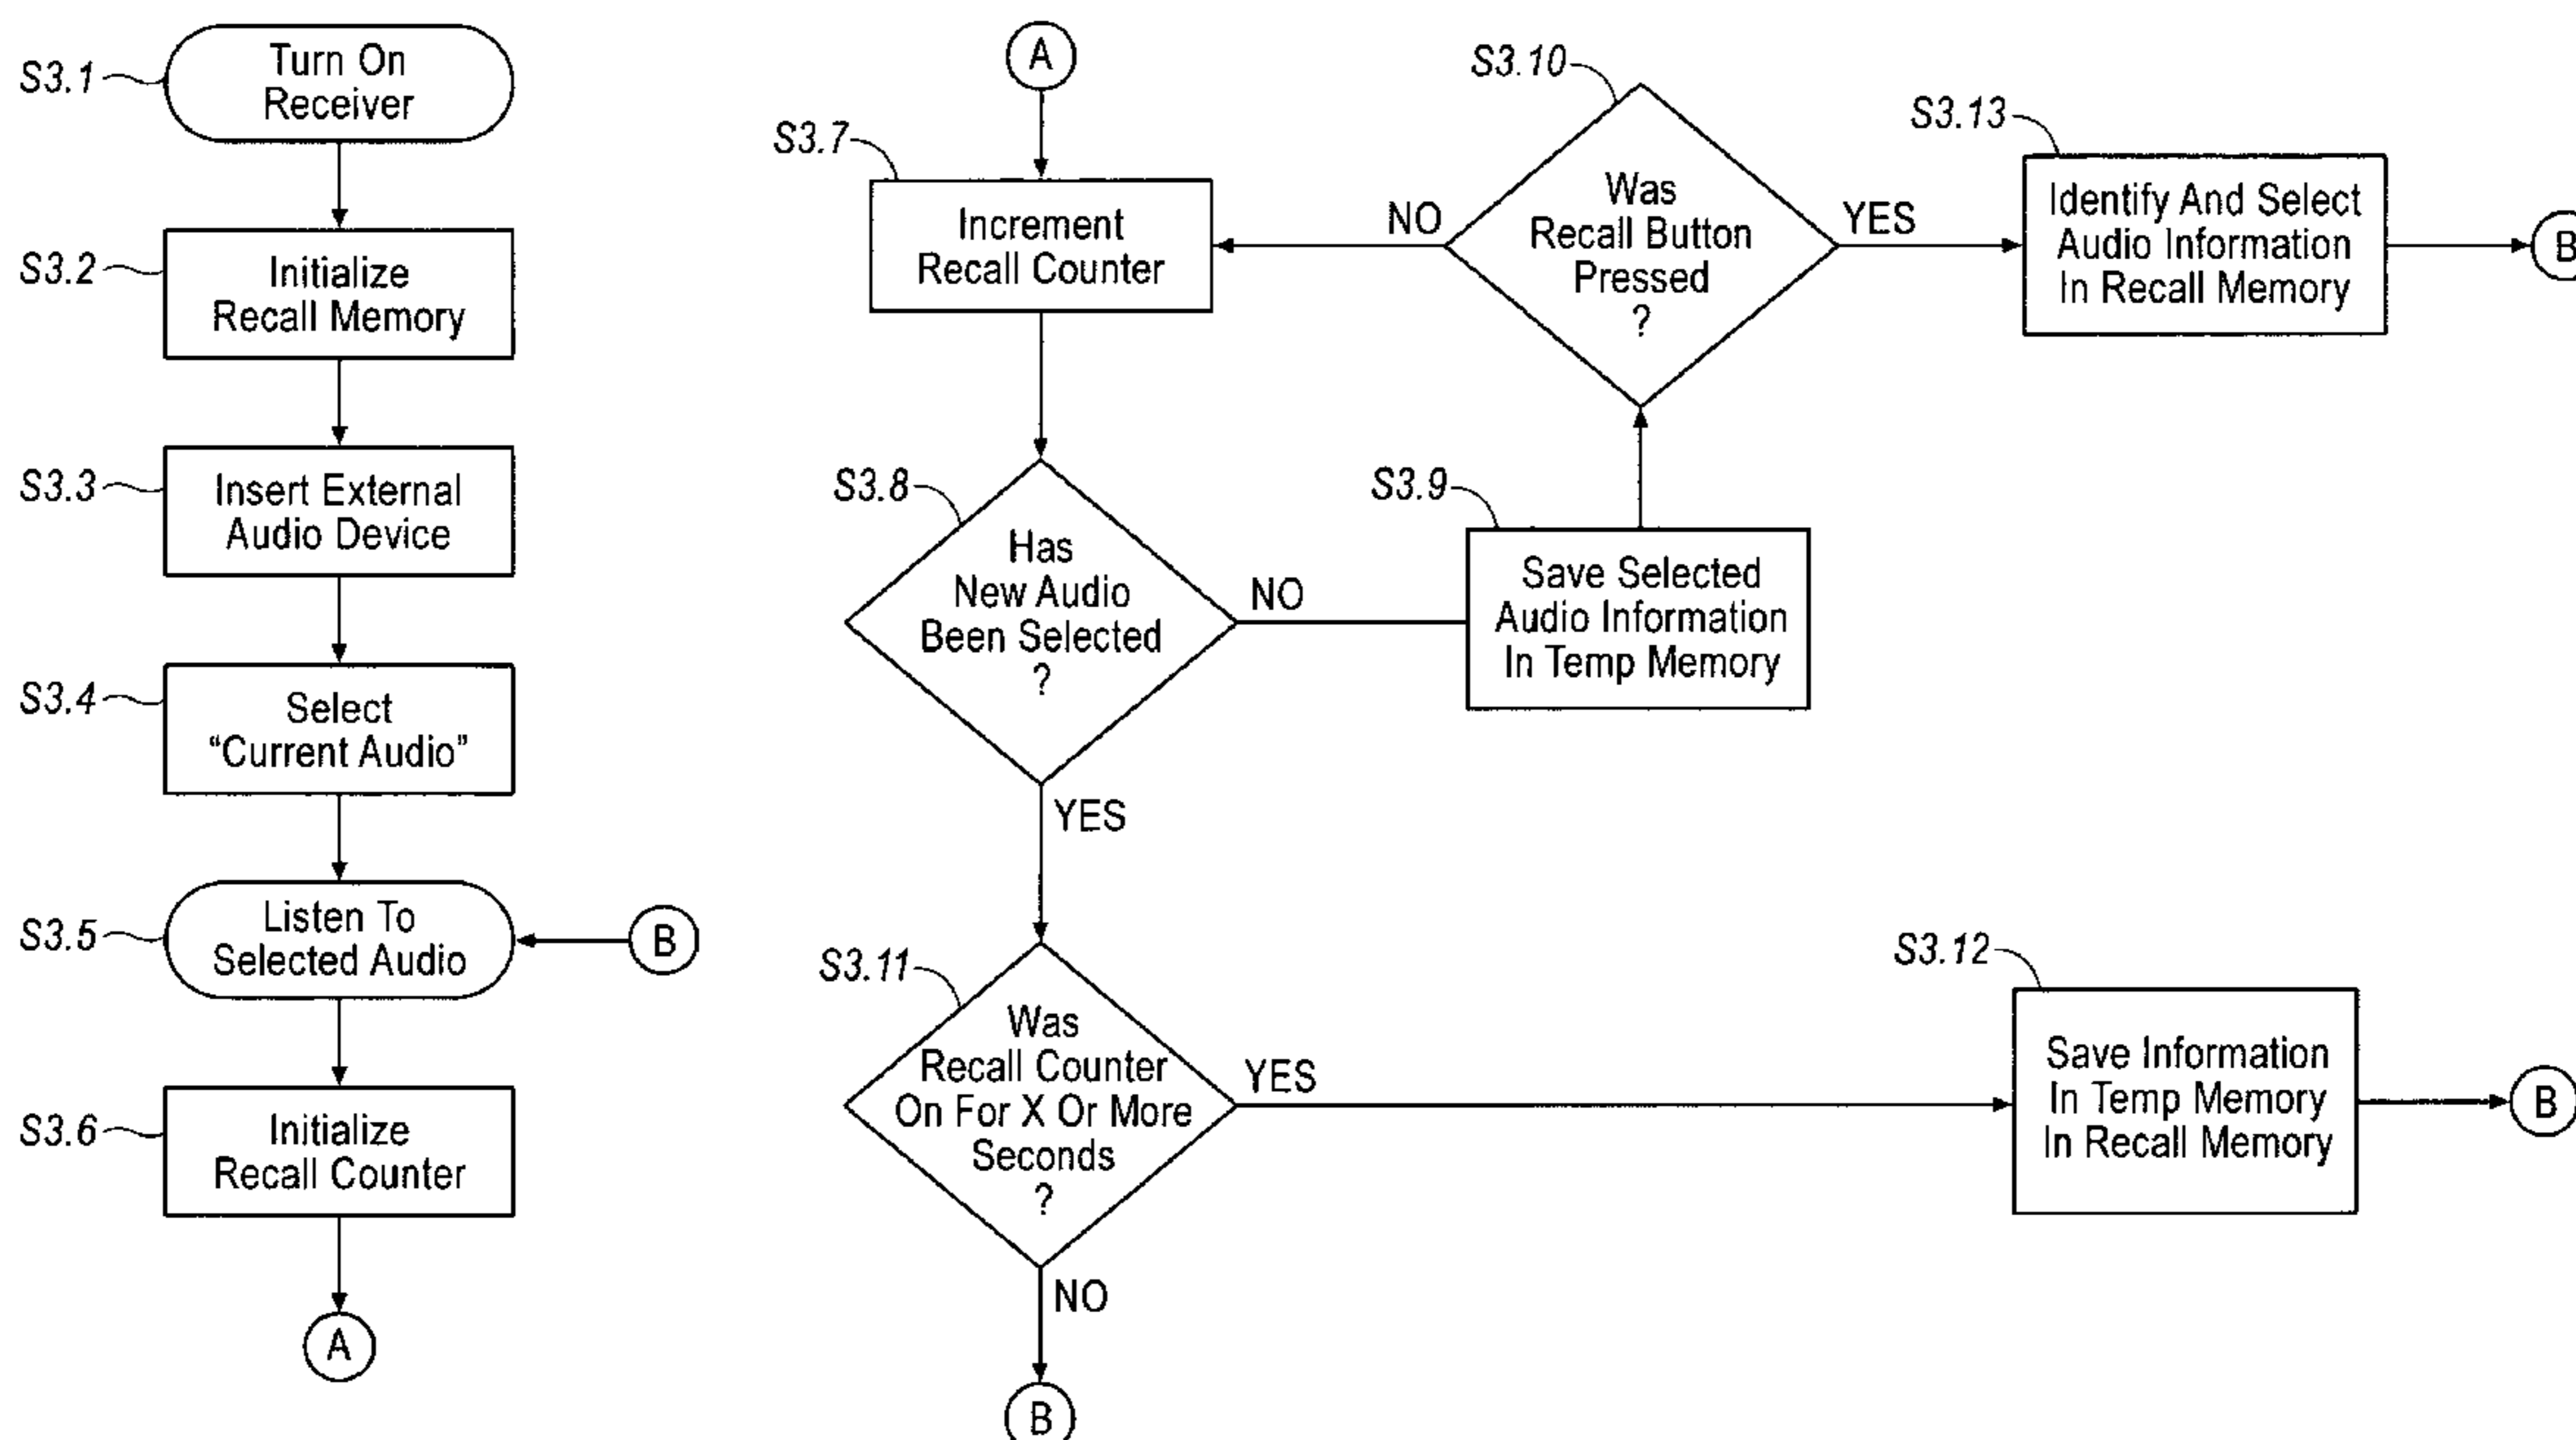 S3.1
Turn On
Receiver
S3.2
Initialize
Recall Memory
S3.3
Insert External
Audio Device
S3.4
Select
“Current Audio”
S3.5
Listen To
Selected Audio
B
S3.6
Initialize
Recall Counter
A
A
S3.7
Increment
Recall Counter
S3.8
Has
New Audio
Been Selected
?
NO
YES
S3.9
Save Selected
Audio Information
In Temp Memory
S3.10
Was
Recall Button
Pressed
?
NO
YES
S3.13
Identify And Select
Audio Information
In Recall Memory
B
S3.11
Was
Recall Counter
On For X Or More
Seconds
?
YES
NO
B
S3.12
Save Information
In Temp Memory
In Recall Memory
B